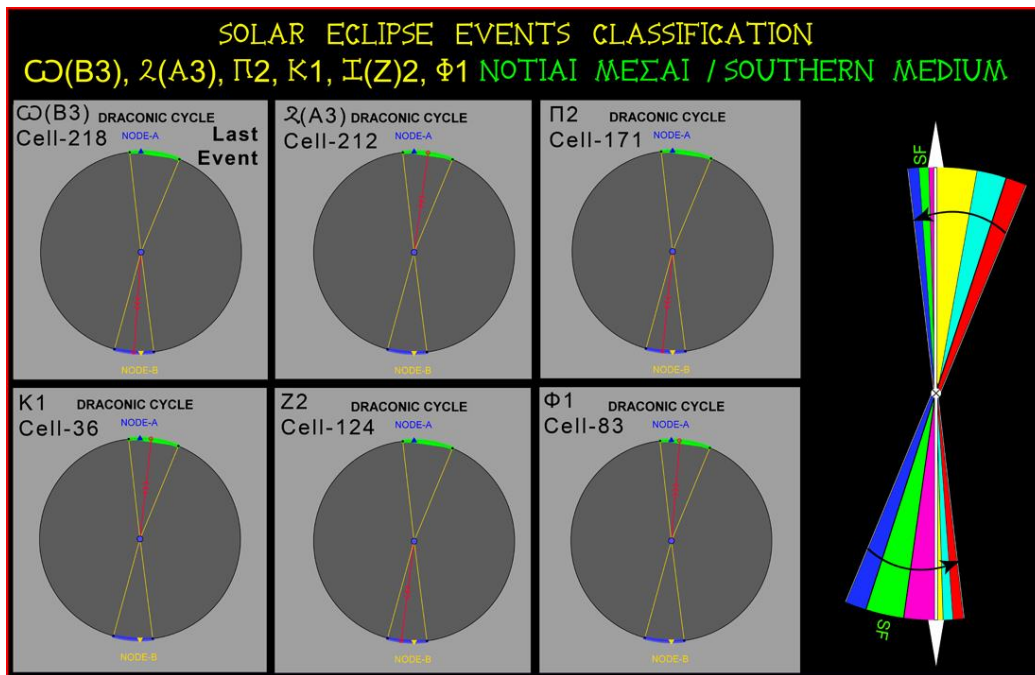 SOLAR ECLIPSE EVENTS CLASSIFICATION
Ꞷ(B3), ϩ(A3), Π2, K1, Ɪ(Z)2, Φ1 NOTIAI MEΣAI / SOUTHERN MEDIUM
Ꞷ(B3) DRACONIC CYCLE
Cell-218 NODE-A Last
Event
NODE-B
ϩ(A3) DRACONIC CYCLE
Cell-212 NODE-A
NODE-B
Π2 DRACONIC CYCLE
Cell-171 NODE-A
NODE-B
SF
K1 DRACONIC CYCLE
Cell-36 NODE-A
NODE-B
Z2 DRACONIC CYCLE
Cell-124 NODE-A
NODE-B
Φ1 DRACONIC CYCLE
Cell-83 NODE-A
NODE-B
SF